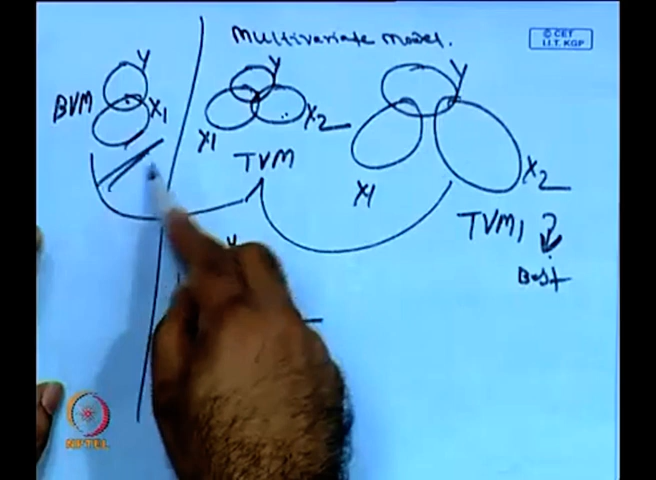 Multivariate Model.
© CET
I.I.T. KGP
Y
BVM
X1
Y
X1
X2
TVM
Y
X1
X2
TVM1 ?
Best
Y
NPTEL